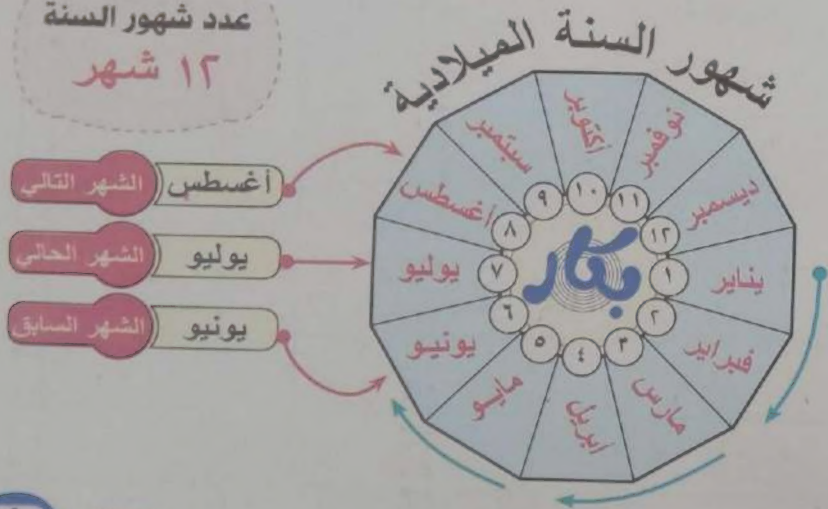 عدد شهور السنة
١٢ شهر
شهور السنة الميلادية
الشهر التالي
أغسطس
الشهر الحالي
يوليو
الشهر السابق
يونيو
يناير
١
فبراير
٢
مارس
٣
أبريل
٤
مايو
٥
يونيو
٦
يوليو
٧
أغسطس
٨
سبتمبر
٩
أكتوبر
١٠
نوفمبر
١١
ديسمبر
١٢
بكار